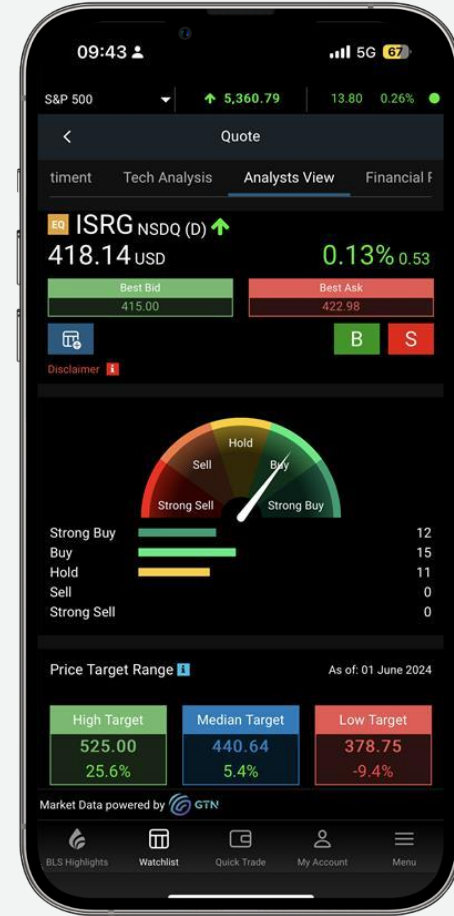 09:43 5G 67
S&P 500 5,360.79 13.80 0.26%
Quote
timent Tech Analysis Analysts View Financial F
EQ ISRG NSDQ (D)
418.14 USD 0.13% 0.53
Best Bid Best Ask
415.00 422.98
B S
Disclaimer i
Hold
Sell Buy
Strong Sell Strong Buy
Strong Buy 12
Buy 15
Hold 11
Sell 0
Strong Sell 0
Price Target Range i As of: 01 June 2024
High Target Median Target Low Target
525.00 440.64 378.75
25.6% 5.4% -9.4%
Market Data powered by GTN
BLS Highlights Watchlist Quick Trade My Account Menu